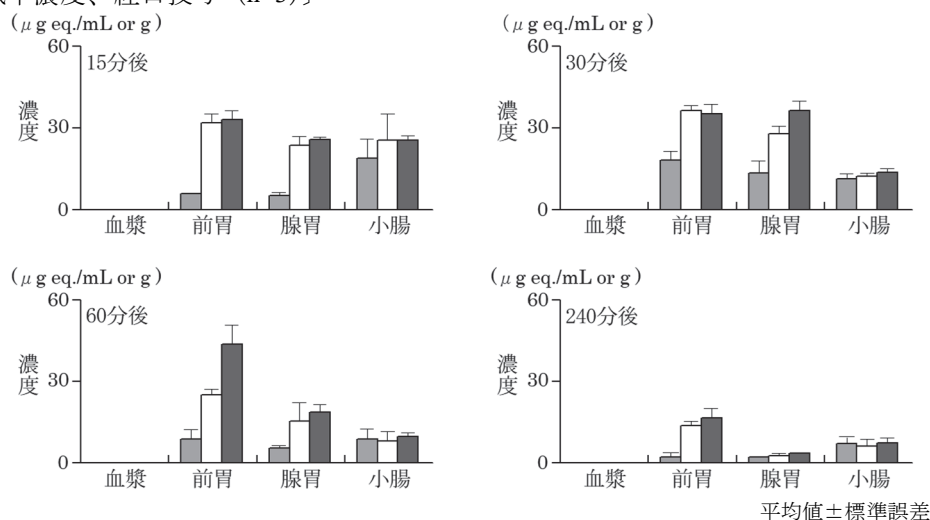 中濃度、経口投与 (n=3)」
(μg eq./mL or g)
60
15分後
濃度
30
0
血漿 前胃 腺胃 小腸
(μg eq./mL or g)
60
30分後
濃度
30
0
血漿 前胃 腺胃 小腸
(μg eq./mL or g)
60
60分後
濃度
30
0
血漿 前胃 腺胃 小腸
(μg eq./mL or g)
60
240分後
濃度
30
0
血漿 前胃 腺胃 小腸
平均値±標準誤差